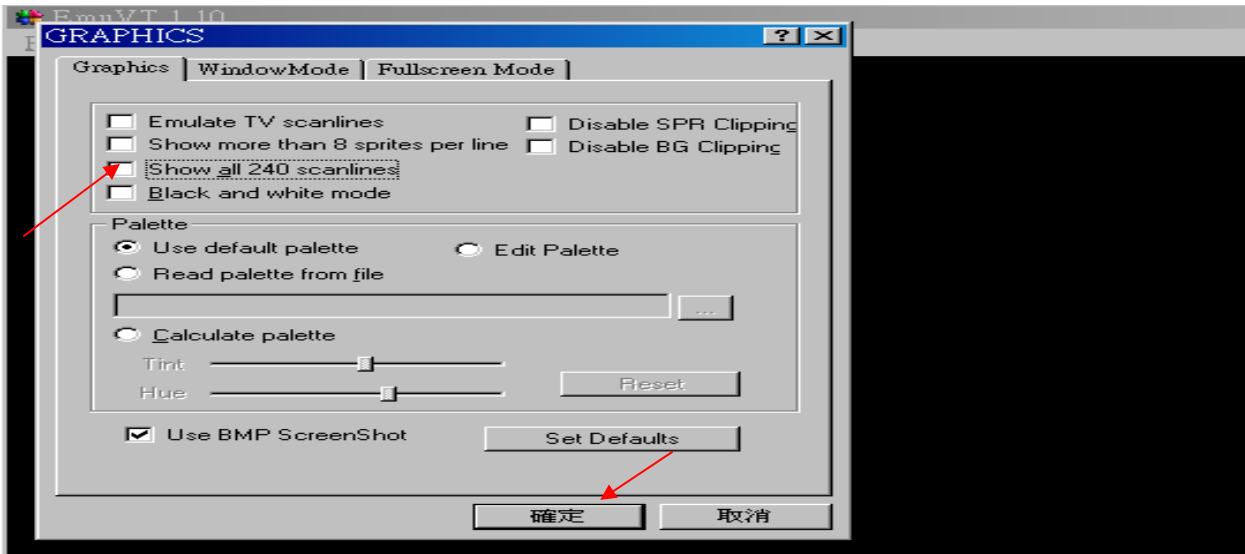 EmuVT 1.10
GRAPHICS
Graphics WindowMode Fullscreen Mode
Emulate TV scanlines Disable SPR Clipping
Show more than 8 sprites per line Disable BG Clipping
Show all 240 scanlines
Black and white mode
Palette
Use default palette Edit Palette
Read palette from file
...
Calculate palette
Tint
Hue Reset
Use BMP ScreenShot Set Defaults
確定 取消